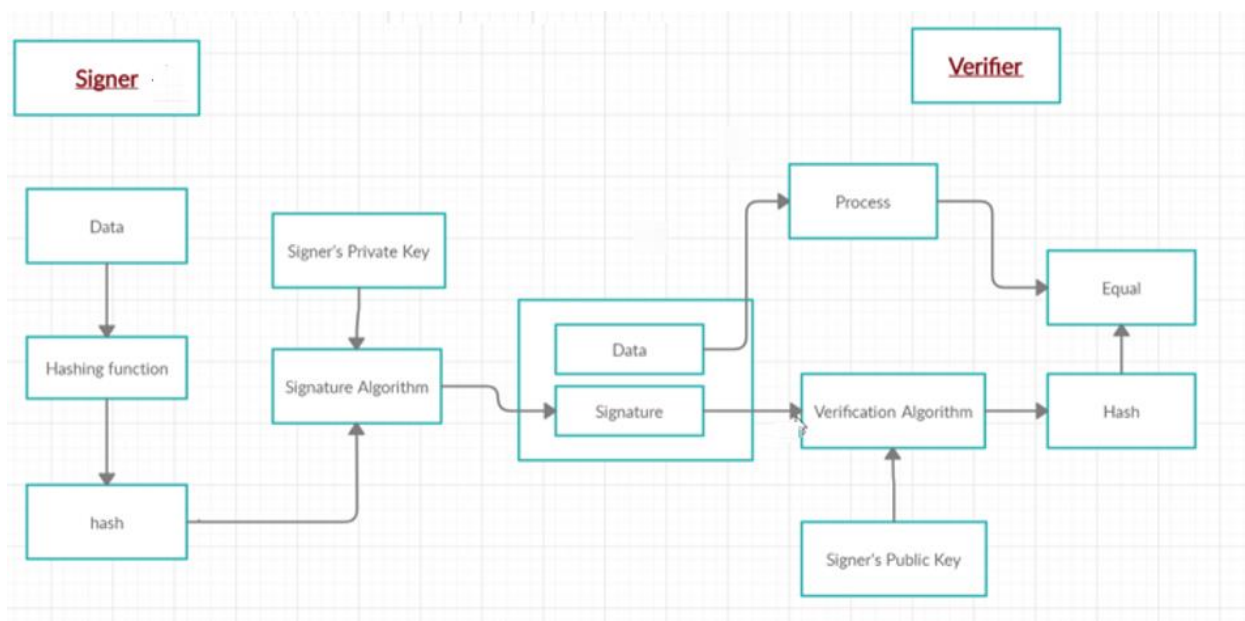 Signer
Verifier
Data
Signer's Private Key
Process
Hashing function
Signature Algorithm
Data
Signature
Equal
Verification Algorithm
Hash
hash
Signer's Public Key